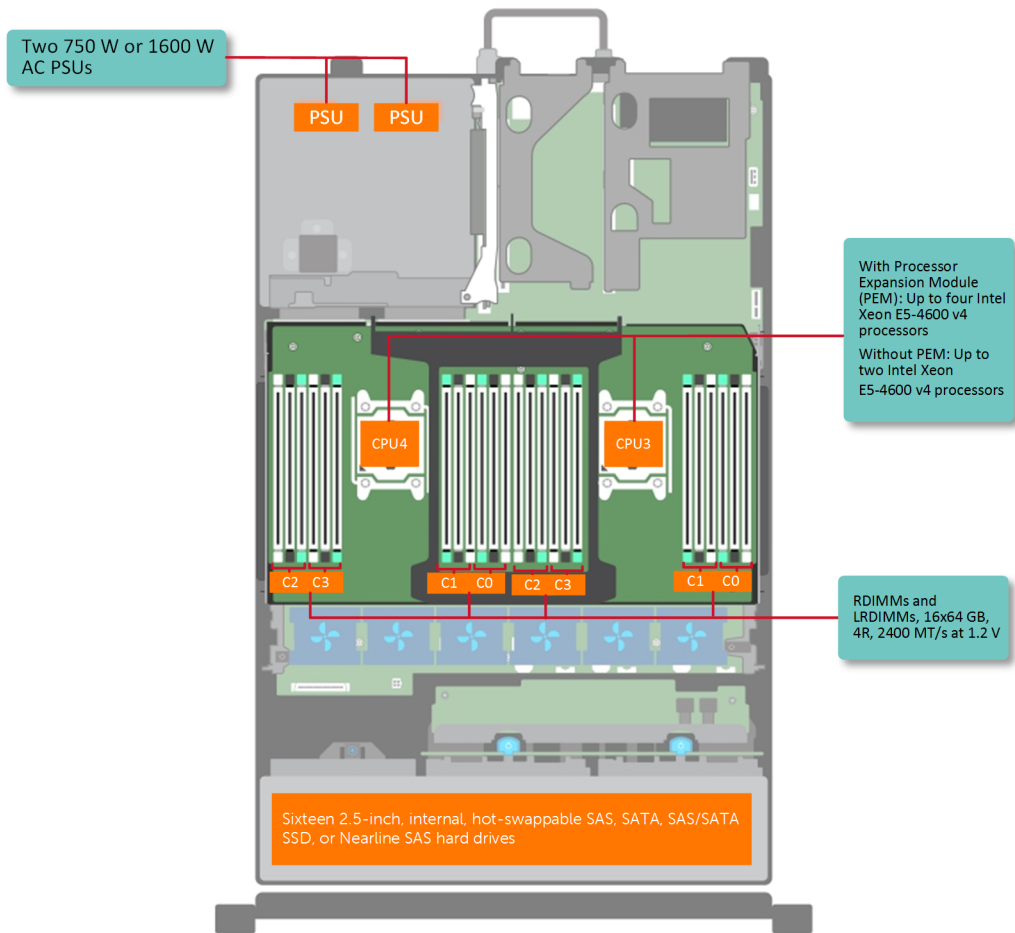 Two 750 W or 1600 W
AC PSUs
PSU
PSU
With Processor
Expansion Module
(PEM): Up to four Intel
Xeon E5-4600 v4
processors
Without PEM: Up to
two Intel Xeon
E5-4600 v4 processors
CPU4
CPU3
C2
C3
C1
C0
C2
C3
C1
C0
RDIMMs and
LRDIMMs, 16x64 GB,
4R, 2400 MT/s at 1.2 V
Sixteen 2.5-inch, internal, hot-swappable SAS, SATA, SAS/SATA
SSD, or Nearline SAS hard drives